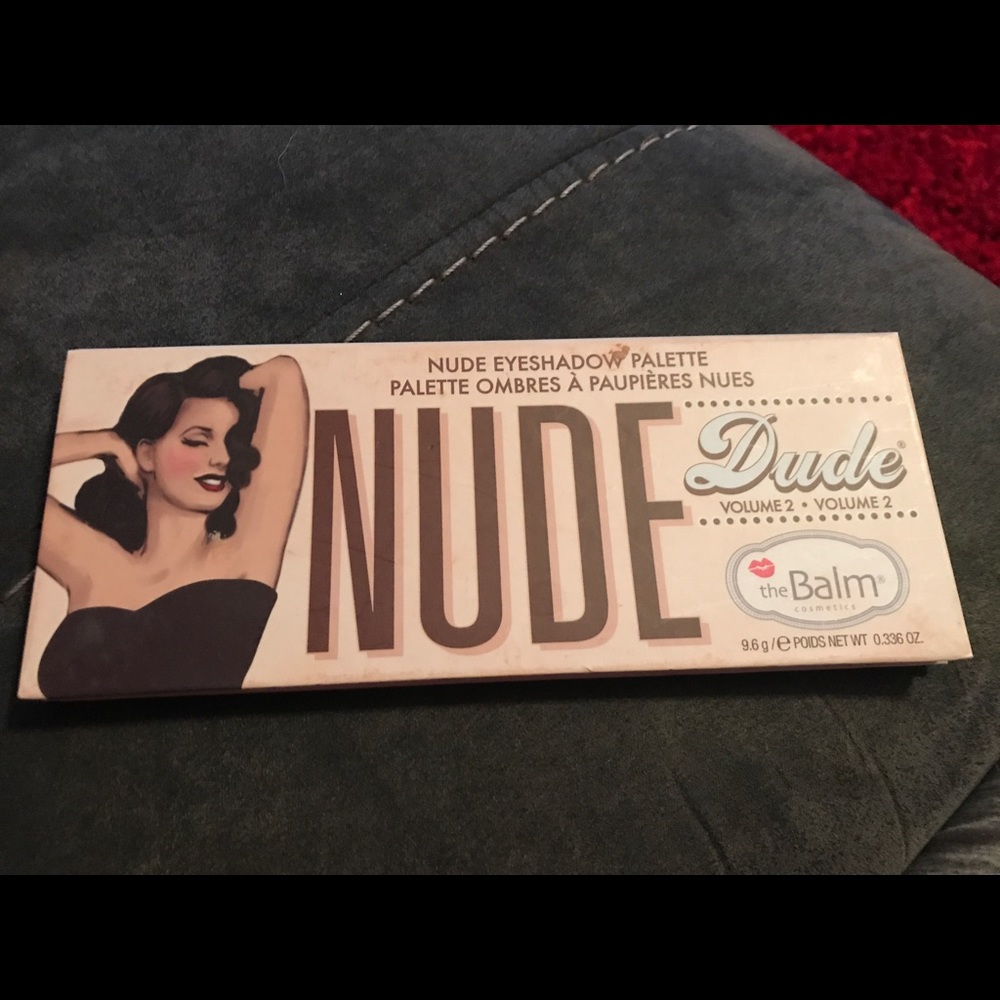 NUDE EYESHADOW PALETTE
PALETTE OMBRES À PAUPIÈRES NUES
NUDE
Dude®
VOLUME 2 • VOLUME 2
theBalm®
cosmetics
9.6 g / ℮ POIDS NET WT 0.336 OZ.